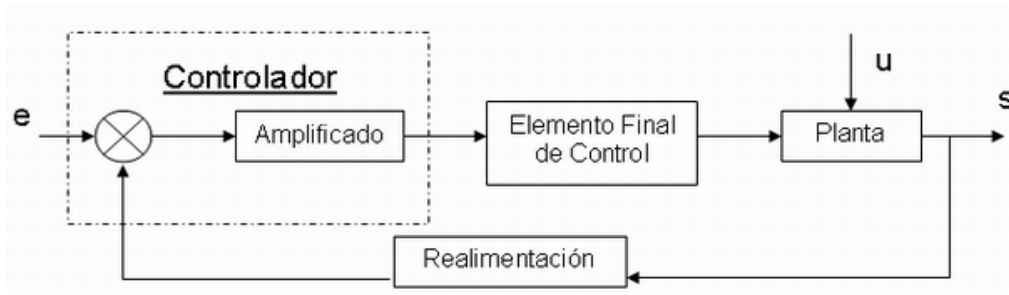 Controlador
e
Amplificado
Elemento Final
de Control
Planta
u
s
Realimentación